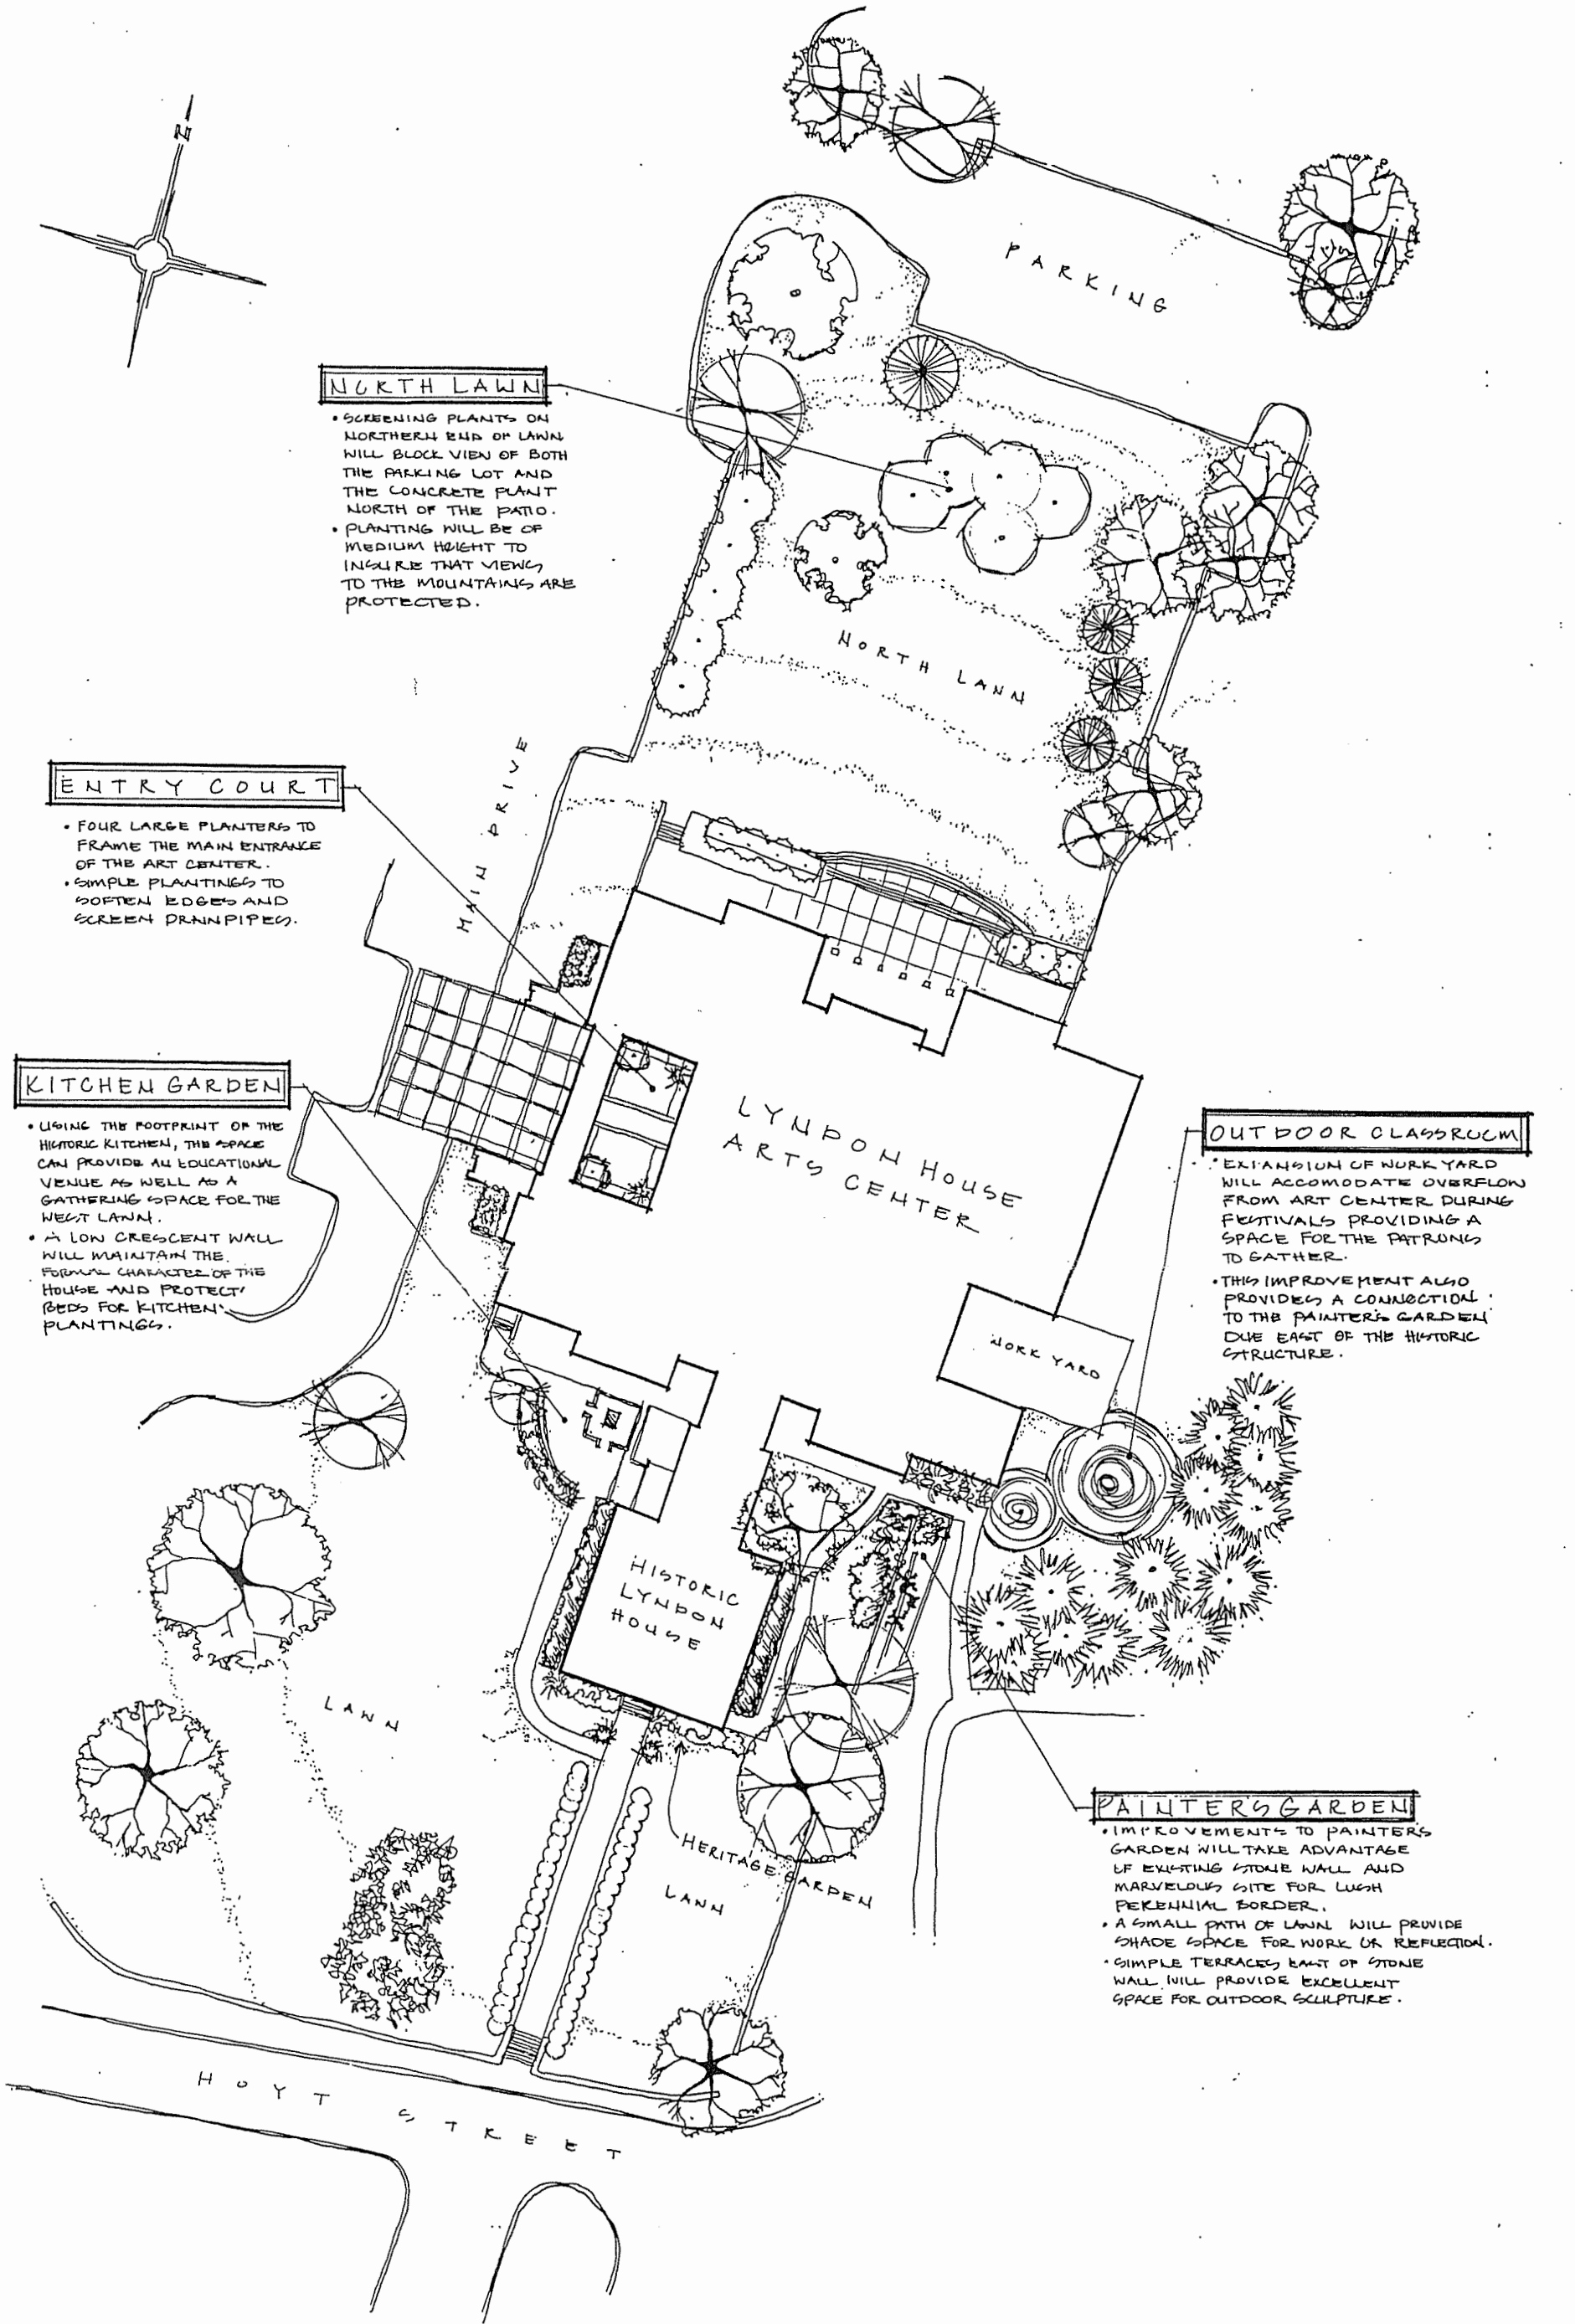 N
PARKING
NORTH LAWN
• SCREENING PLANTS ON
NORTHERN END OF LAWN
WILL BLOCK VIEW OF BOTH
THE PARKING LOT AND
THE CONCRETE PLANT
NORTH OF THE PATIO.
• PLANTING WILL BE OF
MEDIUM HEIGHT TO
INSURE THAT VIEWS
TO THE MOUNTAINS ARE
PROTECTED.
NORTH LAWN
MAIN DRIVE
ENTRY COURT
• FOUR LARGE PLANTERS TO
FRAME THE MAIN ENTRANCE
OF THE ART CENTER.
• SIMPLE PLANTINGS TO
SOFTEN EDGES AND
SCREEN DRAINPIPES.
KITCHEN GARDEN
• USING THE FOOTPRINT OF THE
HISTORIC KITCHEN, THE SPACE
CAN PROVIDE AN EDUCATIONAL
VENUE AS WELL AS A
GATHERING SPACE FOR THE
WEST LAWN.
• A LOW CRESCENT WALL
WILL MAINTAIN THE
FORMAL CHARACTER OF THE
HOUSE AND PROTECT
BEDS FOR KITCHEN
PLANTINGS.
LYNDON HOUSE
ARTS CENTER
OUTDOOR CLASSROOM
• EXPANSION OF WORK YARD
WILL ACCOMODATE OVERFLOW
FROM ART CENTER DURING
FESTIVALS PROVIDING A
SPACE FOR THE PATRONS
TO GATHER.
• THIS IMPROVEMENT ALSO
PROVIDES A CONNECTION
TO THE PAINTER'S GARDEN
DUE EAST OF THE HISTORIC
STRUCTURE.
WORK YARD
HISTORIC
LYNDON
HOUSE
LAWN
HERITAGE GARDEN
LAWN
PAINTER'S GARDEN
• IMPROVEMENTS TO PAINTER'S
GARDEN WILL TAKE ADVANTAGE
OF EXISTING STONE WALL AND
MARVELOUS SITE FOR LUSH
PERENNIAL BORDER.
• A SMALL PATH OF LAWN WILL PROVIDE
SHADE SPACE FOR WORK OR REFLECTION.
• SIMPLE TERRACES EAST OF STONE
WALL WILL PROVIDE EXCELLENT
SPACE FOR OUTDOOR SCULPTURE.
HOYT STREET